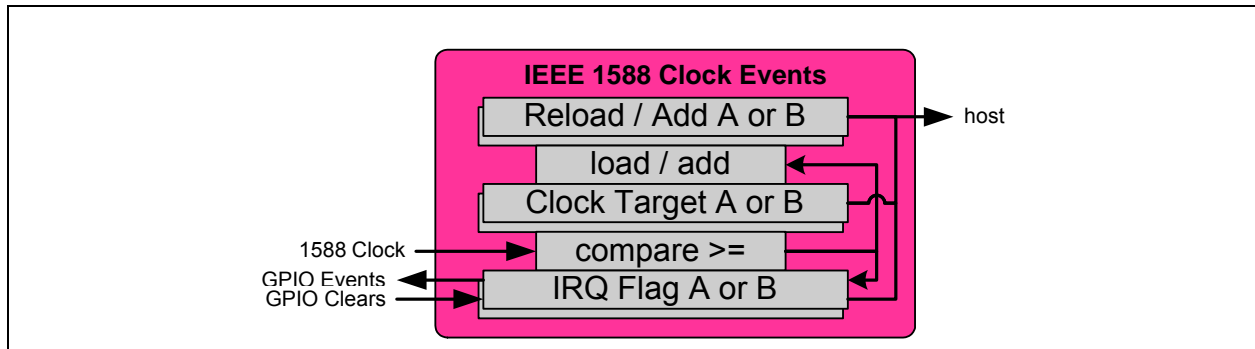 IEEE 1588 Clock Events
Reload / Add A or B
host
load / add
Clock Target A or B
1588 Clock
compare >=
GPIO Events
IRQ Flag A or B
GPIO Clears